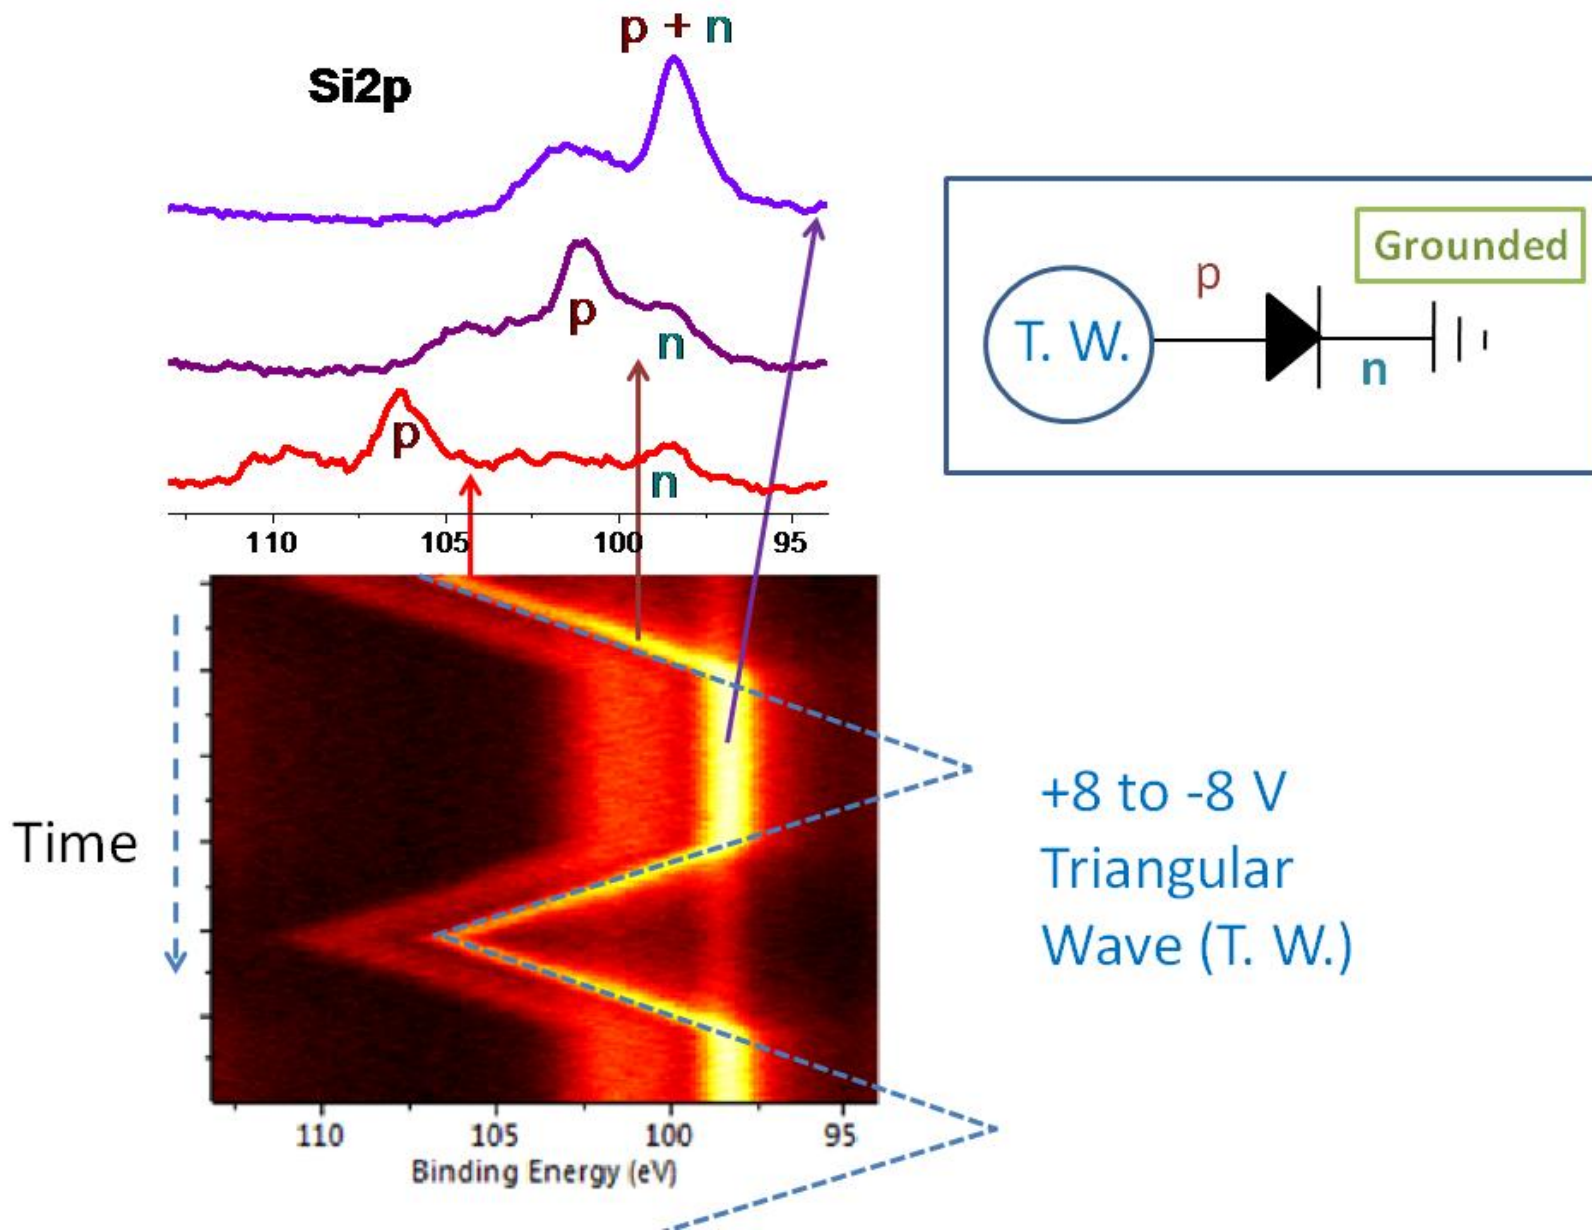 p + n
Si2p
p
n
p
n
110 105 100 95
Grounded
p
T. W.
n
Time
+8 to -8 V
Triangular
Wave (T. W.)
110 105 100 95
Binding Energy (eV)